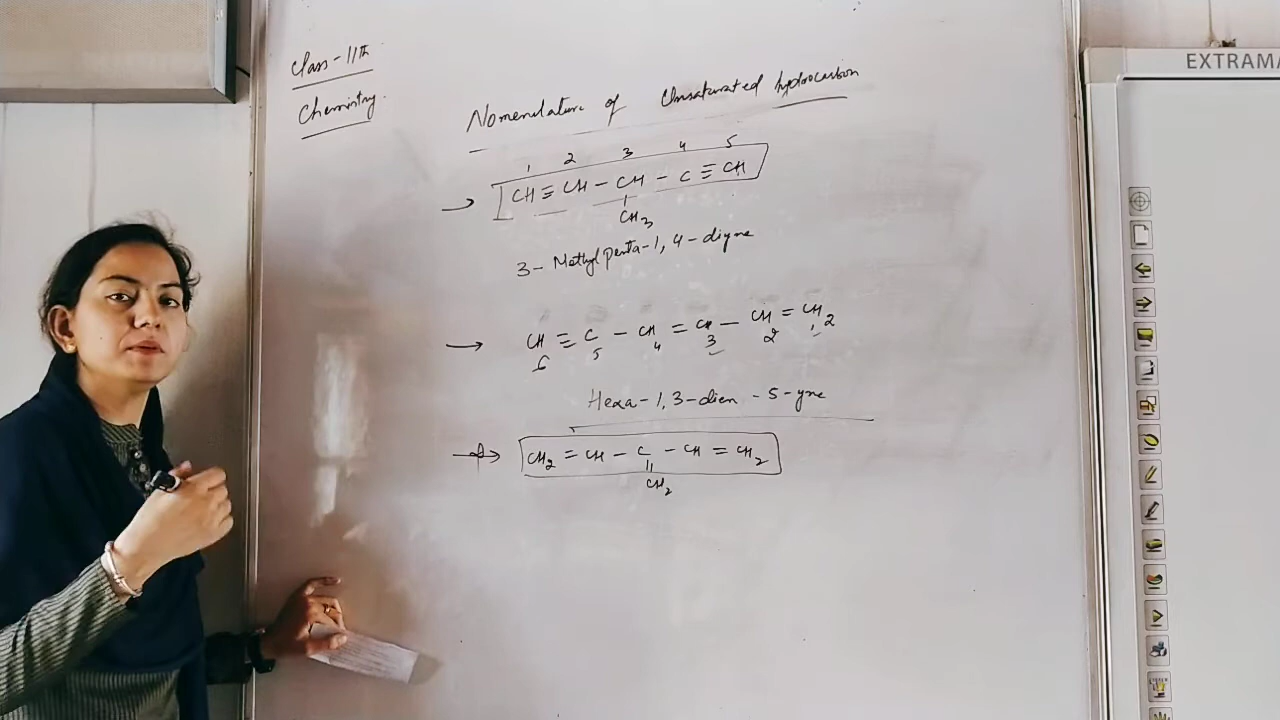 Class-11th
Chemistry.
EXTRAMA
Nomenclature of Unsaturated hydrocarbon
1 2 3 4 5
→ CH ≡ CH – CH – C ≡ CH
CH3
3- Methylpenta-1, 4-diyne
→ CH ≡ C – CH = CH – CH = CH2
6 5 4 3 2 1
Hexa-1,3-dien - 5-yne
→ CH2 = CH – C – CH = CH2
CH2